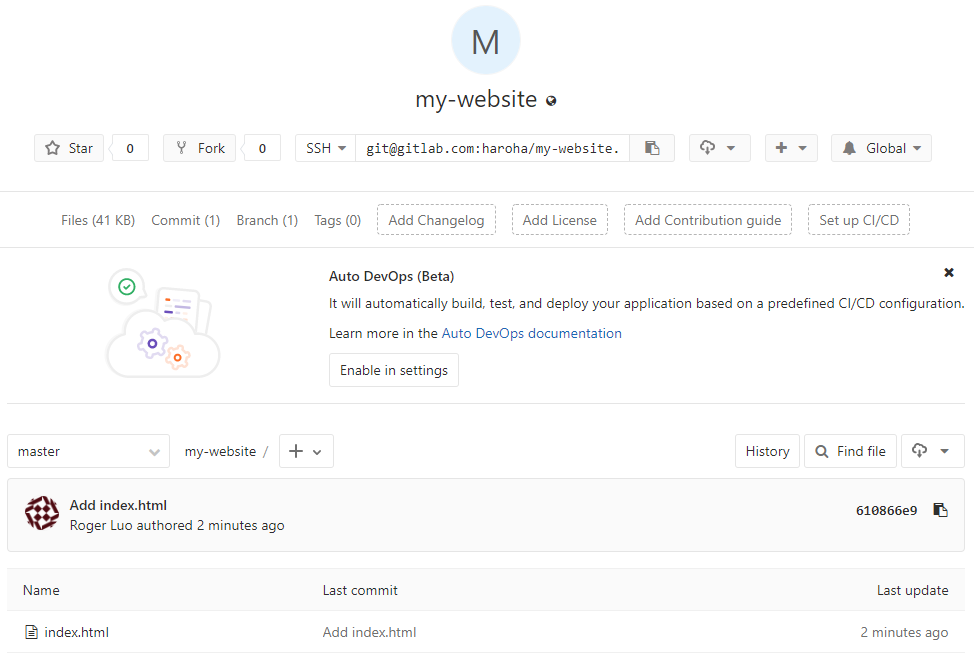 M
my-website
Star 0 Fork 0 SSH git@gitlab.com:haroha/my-website. Global
Files (41 KB) Commit (1) Branch (1) Tags (0) Add Changelog Add License Add Contribution guide Set up CI/CD
Auto DevOps (Beta)
It will automatically build, test, and deploy your application based on a predefined CI/CD configuration.
Learn more in the Auto DevOps documentation
Enable in settings
master my-website / History Find file
Add index.html
Roger Luo authored 2 minutes ago
610866e9
Name Last commit Last update
index.html Add index.html 2 minutes ago